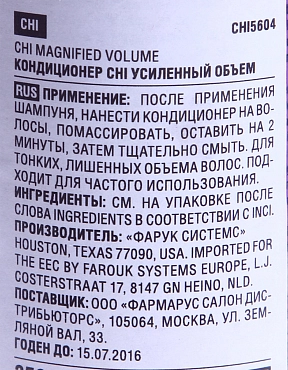 CHI CHI5604
CHI MAGNIFIED VOLUME
КОНДИЦИОНЕР CHI УСИЛЕННЫЙ ОБЪЕМ
RUS ПРИМЕНЕНИЕ: ПОСЛЕ ПРИМЕНЕНИЯ
ШАМПУНЯ, НАНЕСТИ КОНДИЦИОНЕР НА ВО-
ЛОСЫ, ПОМАССИРОВАТЬ, ОСТАВИТЬ НА 2
МИНУТЫ, ЗАТЕМ ТЩАТЕЛЬНО СМЫТЬ. ДЛЯ
ТОНКИХ, ЛИШЕННЫХ ОБЪЕМА ВОЛОС. ПОД-
ХОДИТ ДЛЯ ЧАСТОГО ИСПОЛЬЗОВАНИЯ.
ИНГРЕДИЕНТЫ: СМ. НА УПАКОВКЕ ПОСЛЕ
СЛОВА INGREDIENTS В СООТВЕТСТВИИ С INCI.
ПРОИЗВОДИТЕЛЬ: «ФАРУК СИСТЕМС»
HOUSTON, TEXAS 77090, USA. IMPORTED FOR
THE EEC BY FAROUK SYSTEMS EUROPE, L.J.
COSTERSTRAAT 17, 8147 GN HEINO, NLD.
ПОСТАВЩИК: ООО «ФАРМАРУС САЛОН ДИС-
ТРИБЬЮТОРС», 105064, МОСКВА, УЛ. ЗЕМ-
ЛЯНОЙ ВАЛ, 33.
ГОДЕН ДО: 15.07.2016